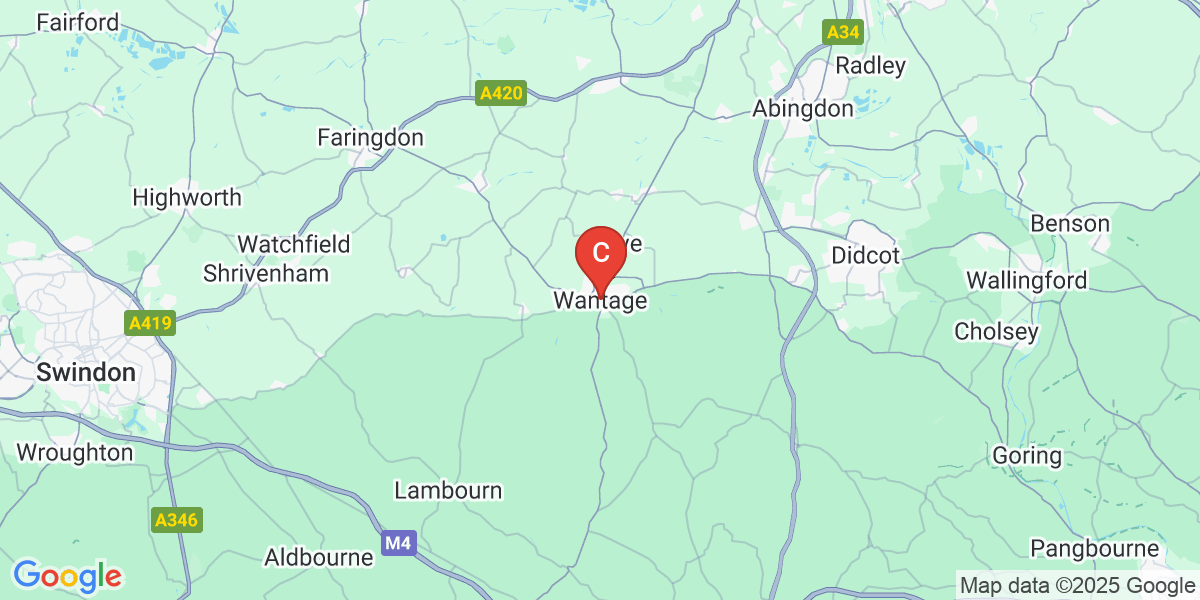 Fairford
A34
Radley
A420
Abingdon
Faringdon
Highworth
Benson
Watchfield
C
Didcot
Shrivenham
Wallingford
Wantage
A419
Cholsey
Swindon
Wroughton
Goring
Lambourn
A346
M4
Aldbourne
Pangbourne
Google
Map data ©2025 Google